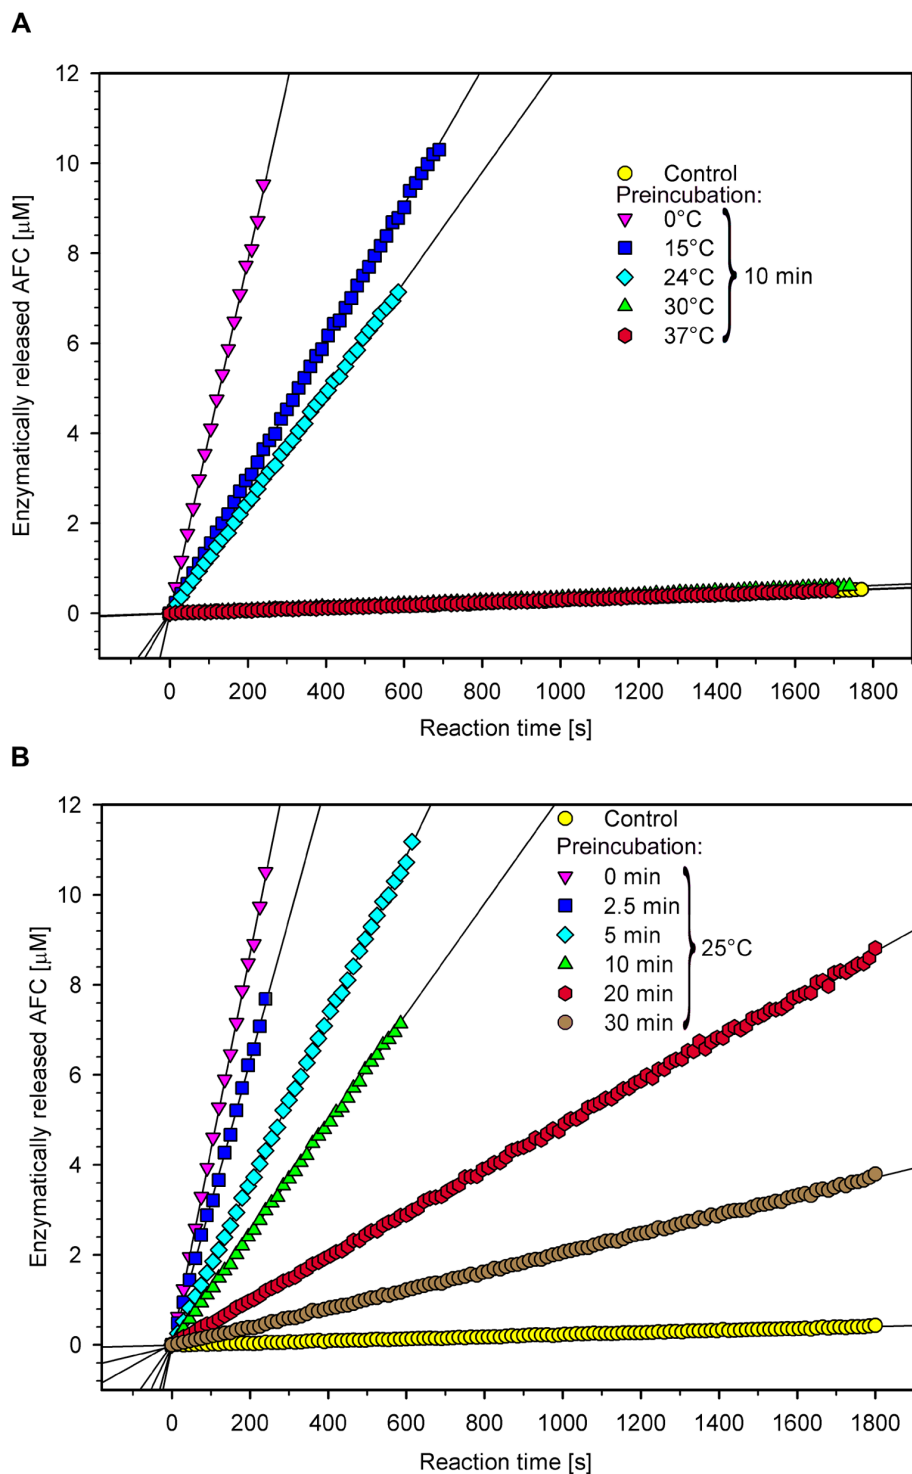 A
12
10
8
6
4
2
0
Enzymatically released AFC [µM]
Control
Preincubation:
0°C
15°C
24°C
30°C
37°C
10 min
0 200 400 600 800 1000 1200 1400 1600 1800
Reaction time [s]
B
12
10
8
6
4
2
0
Enzymatically released AFC [µM]
Control
Preincubation:
0 min
2.5 min
5 min
10 min
20 min
30 min
25°C
0 200 400 600 800 1000 1200 1400 1600 1800
Reaction time [s]